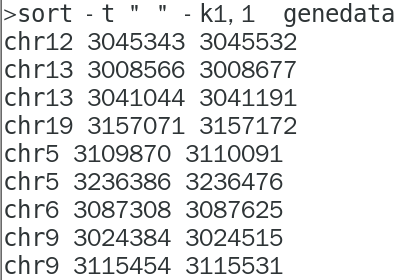 >sort -t " " -k1,1  genedata
chr12 3045343 3045532
chr13 3008566 3008677
chr13 3041044 3041191
chr19 3157071 3157172
chr5 3109870 3110091
chr5 3236386 3236476
chr6 3087308 3087625
chr9 3024384 3024515
chr9 3115454 3115531